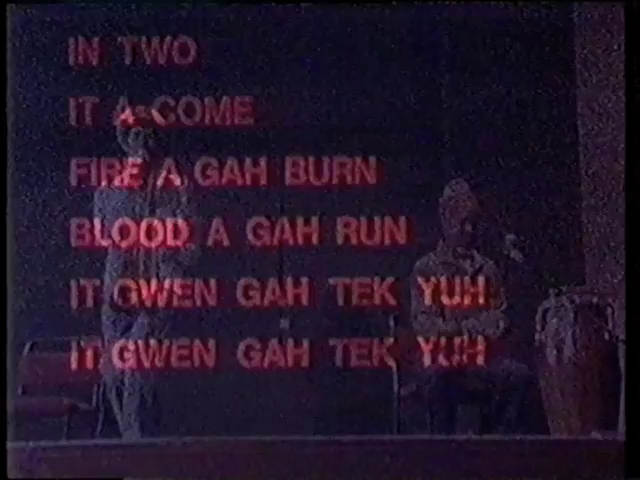 IN TWO
IT A-COME
FIRE A GAH BURN
BLOOD A GAH RUN
IT GWEN GAH TEK YUH
IT GWEN GAH TEK YUH